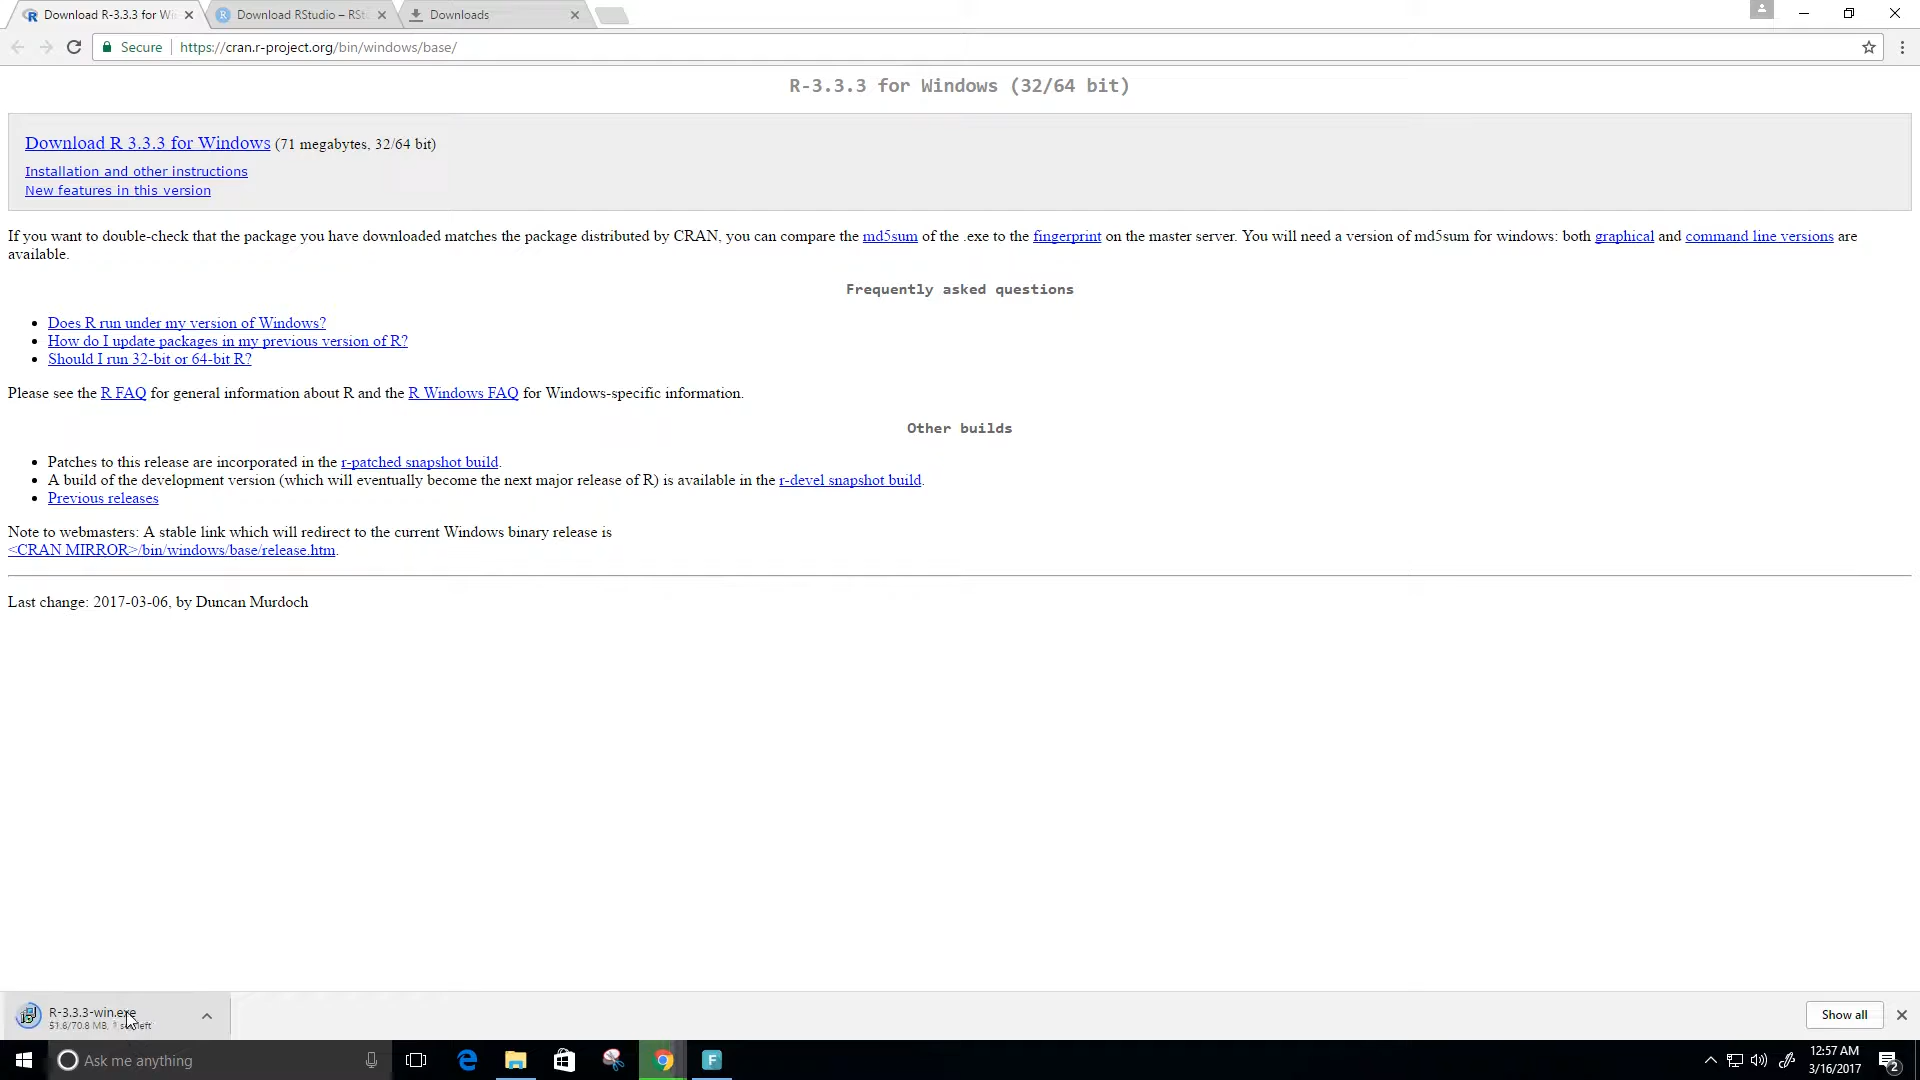 Download R-3.3.3 for Wi
Download RStudio – RSt
Downloads
Secure
https://cran.r-project.org/bin/windows/base/
R-3.3.3 for Windows (32/64 bit)
Download R 3.3.3 for Windows (71 megabytes, 32/64 bit)
Installation and other instructions
New features in this version
If you want to double-check that the package you have downloaded matches the package distributed by CRAN, you can compare the md5sum of the .exe to the fingerprint on the master server. You will need a version of md5sum for windows: both graphical and command line versions are
available.
Frequently asked questions
• Does R run under my version of Windows?
• How do I update packages in my previous version of R?
• Should I run 32-bit or 64-bit R?
Please see the R FAQ for general information about R and the R Windows FAQ for Windows-specific information.
Other builds
• Patches to this release are incorporated in the r-patched snapshot build.
• A build of the development version (which will eventually become the next major release of R) is available in the r-devel snapshot build.
• Previous releases
Note to webmasters: A stable link which will redirect to the current Windows binary release is
<CRAN MIRROR>/bin/windows/base/release.htm.
Last change: 2017-03-06, by Duncan Murdoch
R-3.3.3-win.exe
51.8/70.8 MB, 1 left
Show all
Ask me anything
F
12:57 AM
3/16/2017
2